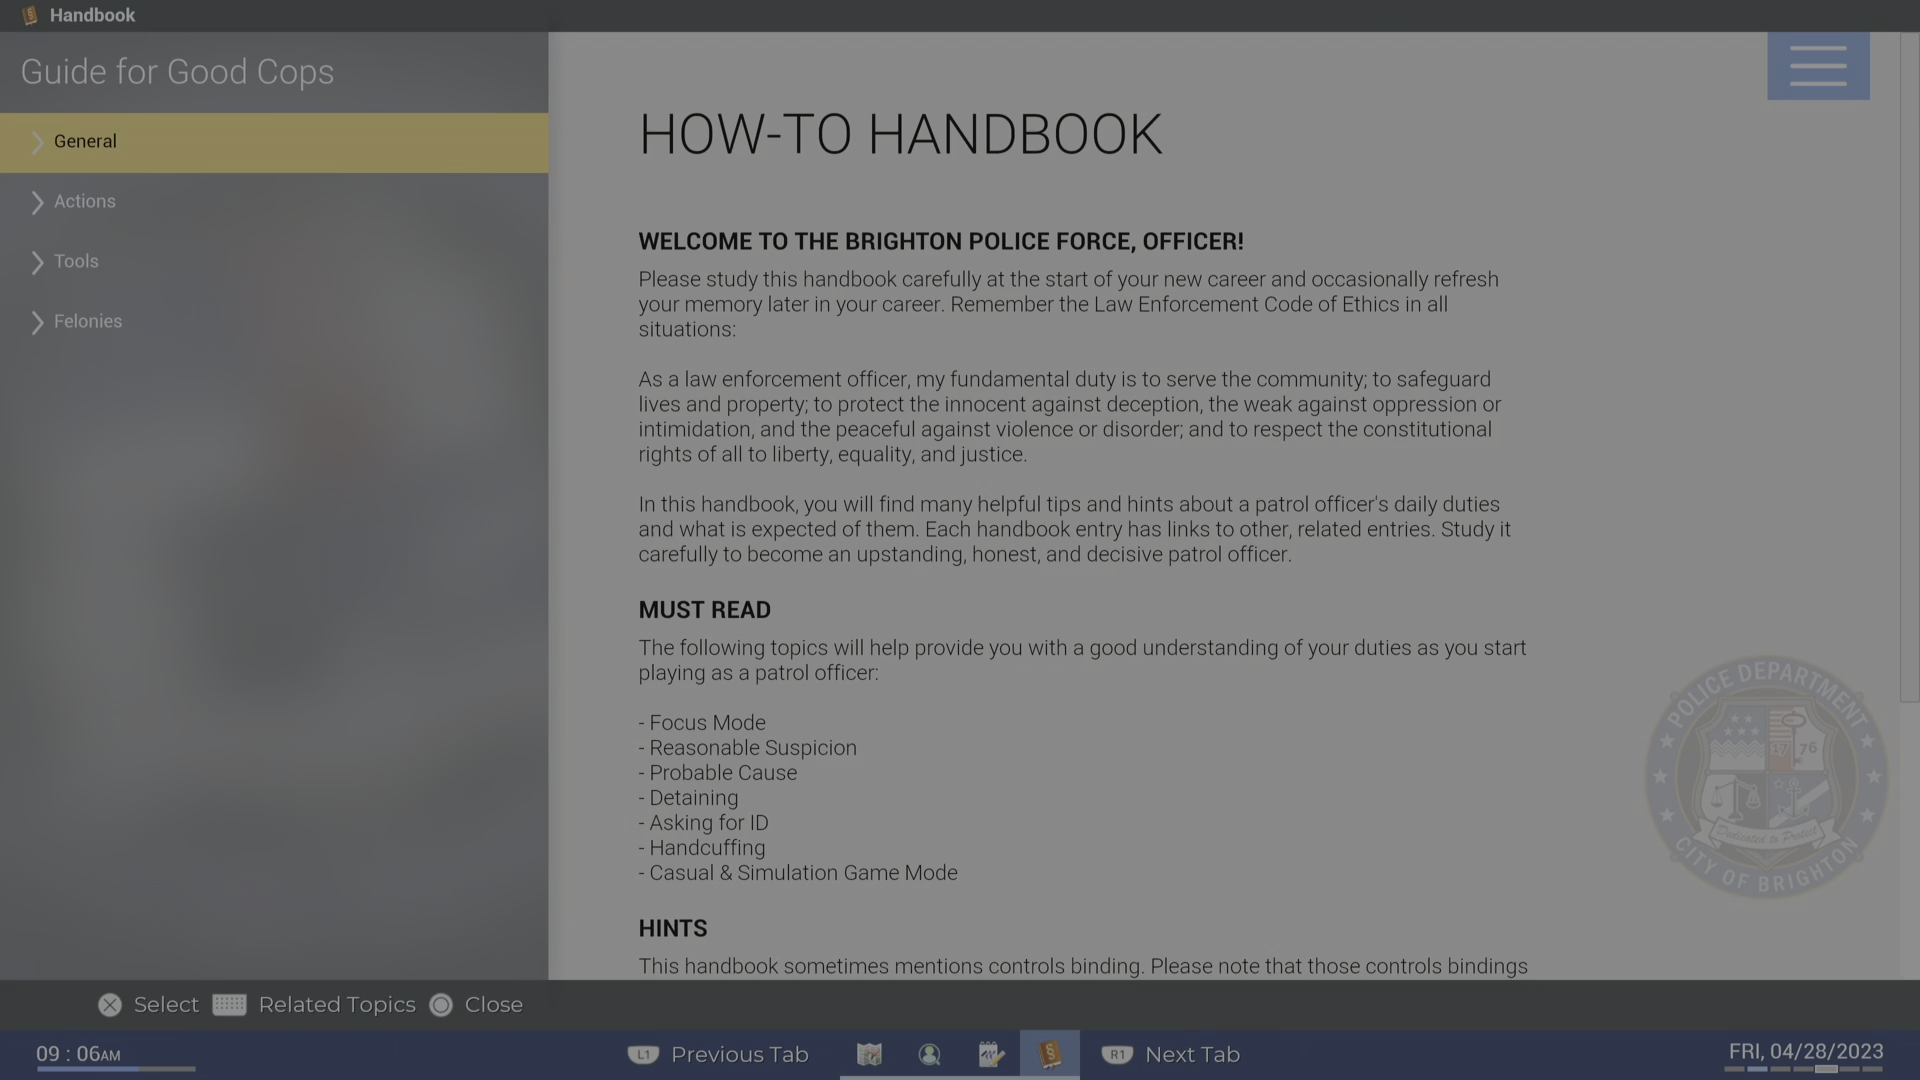 Handbook
Guide for Good Cops
General
Actions
Tools
Felonies
HOW-TO HANDBOOK
WELCOME TO THE BRIGHTON POLICE FORCE, OFFICER!
Please study this handbook carefully at the start of your new career and occasionally refresh
your memory later in your career. Remember the Law Enforcement Code of Ethics in all
situations:
As a law enforcement officer, my fundamental duty is to serve the community; to safeguard
lives and property; to protect the innocent against deception, the weak against oppression or
intimidation, and the peaceful against violence or disorder; and to respect the constitutional
rights of all to liberty, equality, and justice.
In this handbook, you will find many helpful tips and hints about a patrol officer's daily duties
and what is expected of them. Each handbook entry has links to other, related entries. Study it
carefully to become an upstanding, honest, and decisive patrol officer.
MUST READ
The following topics will help provide you with a good understanding of your duties as you start
playing as a patrol officer:
- Focus Mode
- Reasonable Suspicion
- Probable Cause
- Detaining
- Asking for ID
- Handcuffing
- Casual & Simulation Game Mode
HINTS
This handbook sometimes mentions controls binding. Please note that those controls bindings
POLICE DEPARTMENT
17 76
Dedicated to Protect
CITY OF BRIGHTON
Select Related Topics Close
09 : 06AM
L1 Previous Tab
R1 Next Tab
FRI, 04/28/2023